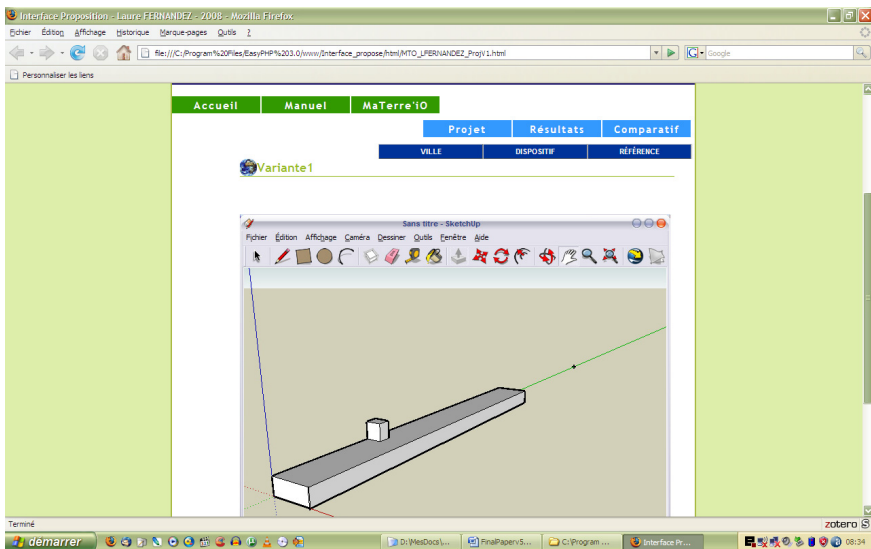 Interface Proposition - Laure FERNANDEZ - 2008 - Mozilla Firefox
Fichier Édition Affichage Historique Marque-pages Outils ?
file:///C:/Program%20Files/EasyPHP%203.0/www/Interface_propose/html/MTO_LFERNANDEZ_ProjV1.html
Google
Personnaliser les liens
Accueil Manuel MaTerre'iO
Projet Résultats Comparatif
VILLE DISPOSITIF RÉFÉRENCE
Variante1
Sans titre - SketchUp
Fichier Édition Affichage Caméra Dessiner Outils Fenêtre Aide
Terminé
zotero
démarrer
D:\MesDocs\...
FinalPaperv5...
C:\Program ...
Interface Pr...
08:34